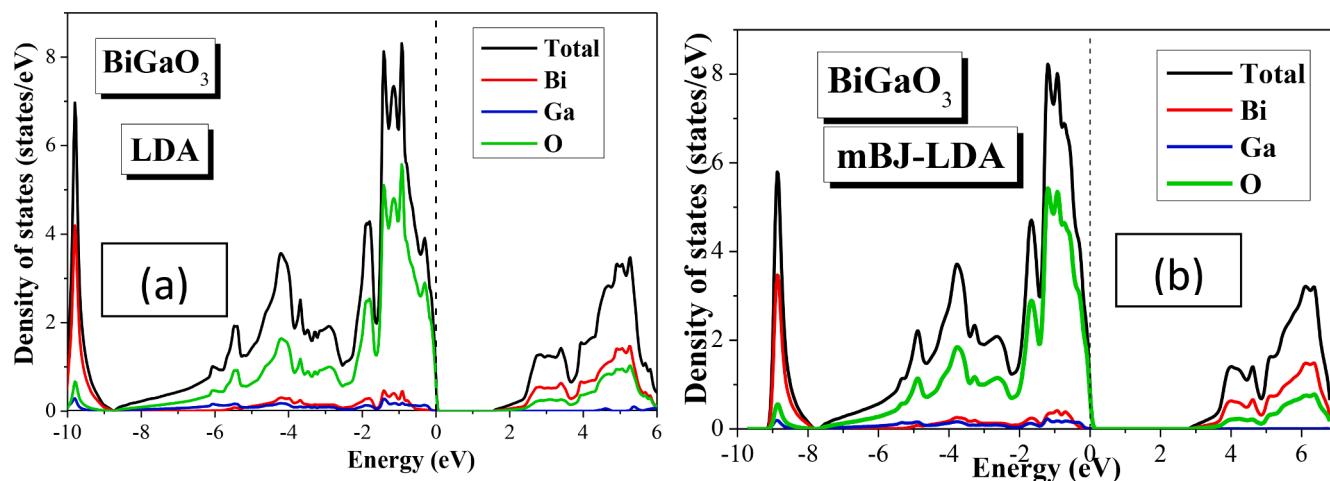 BiGaO3
LDA
(a)
Total
Bi
Ga
O
Density of states (states/eV)
8
6
4
2
0
-10 -8 -6 -4 -2 0 2 4 6
Energy (eV)
BiGaO3
mBJ-LDA
(b)
Total
Bi
Ga
O
Density of states (states/eV)
8
6
4
2
0
-10 -8 -6 -4 -2 0 2 4 6
Energy (eV)